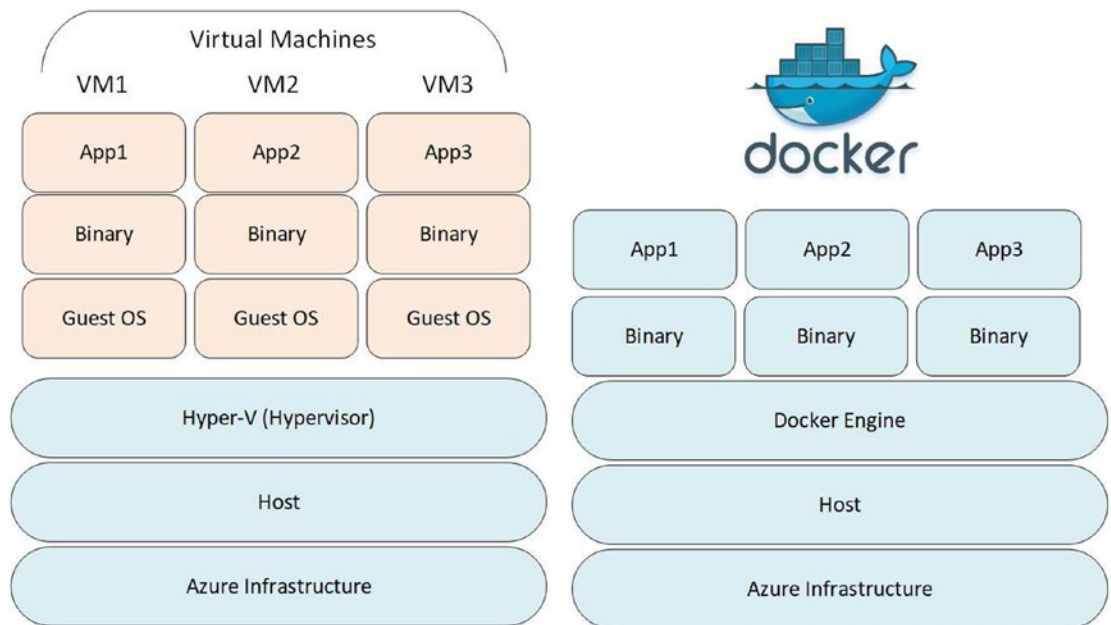 Virtual Machines
VM1 VM2 VM3
App1 App2 App3
Binary Binary Binary
Guest OS Guest OS Guest OS
Hyper-V (Hypervisor)
Host
Azure Infrastructure
docker
App1 App2 App3
Binary Binary Binary
Docker Engine
Host
Azure Infrastructure